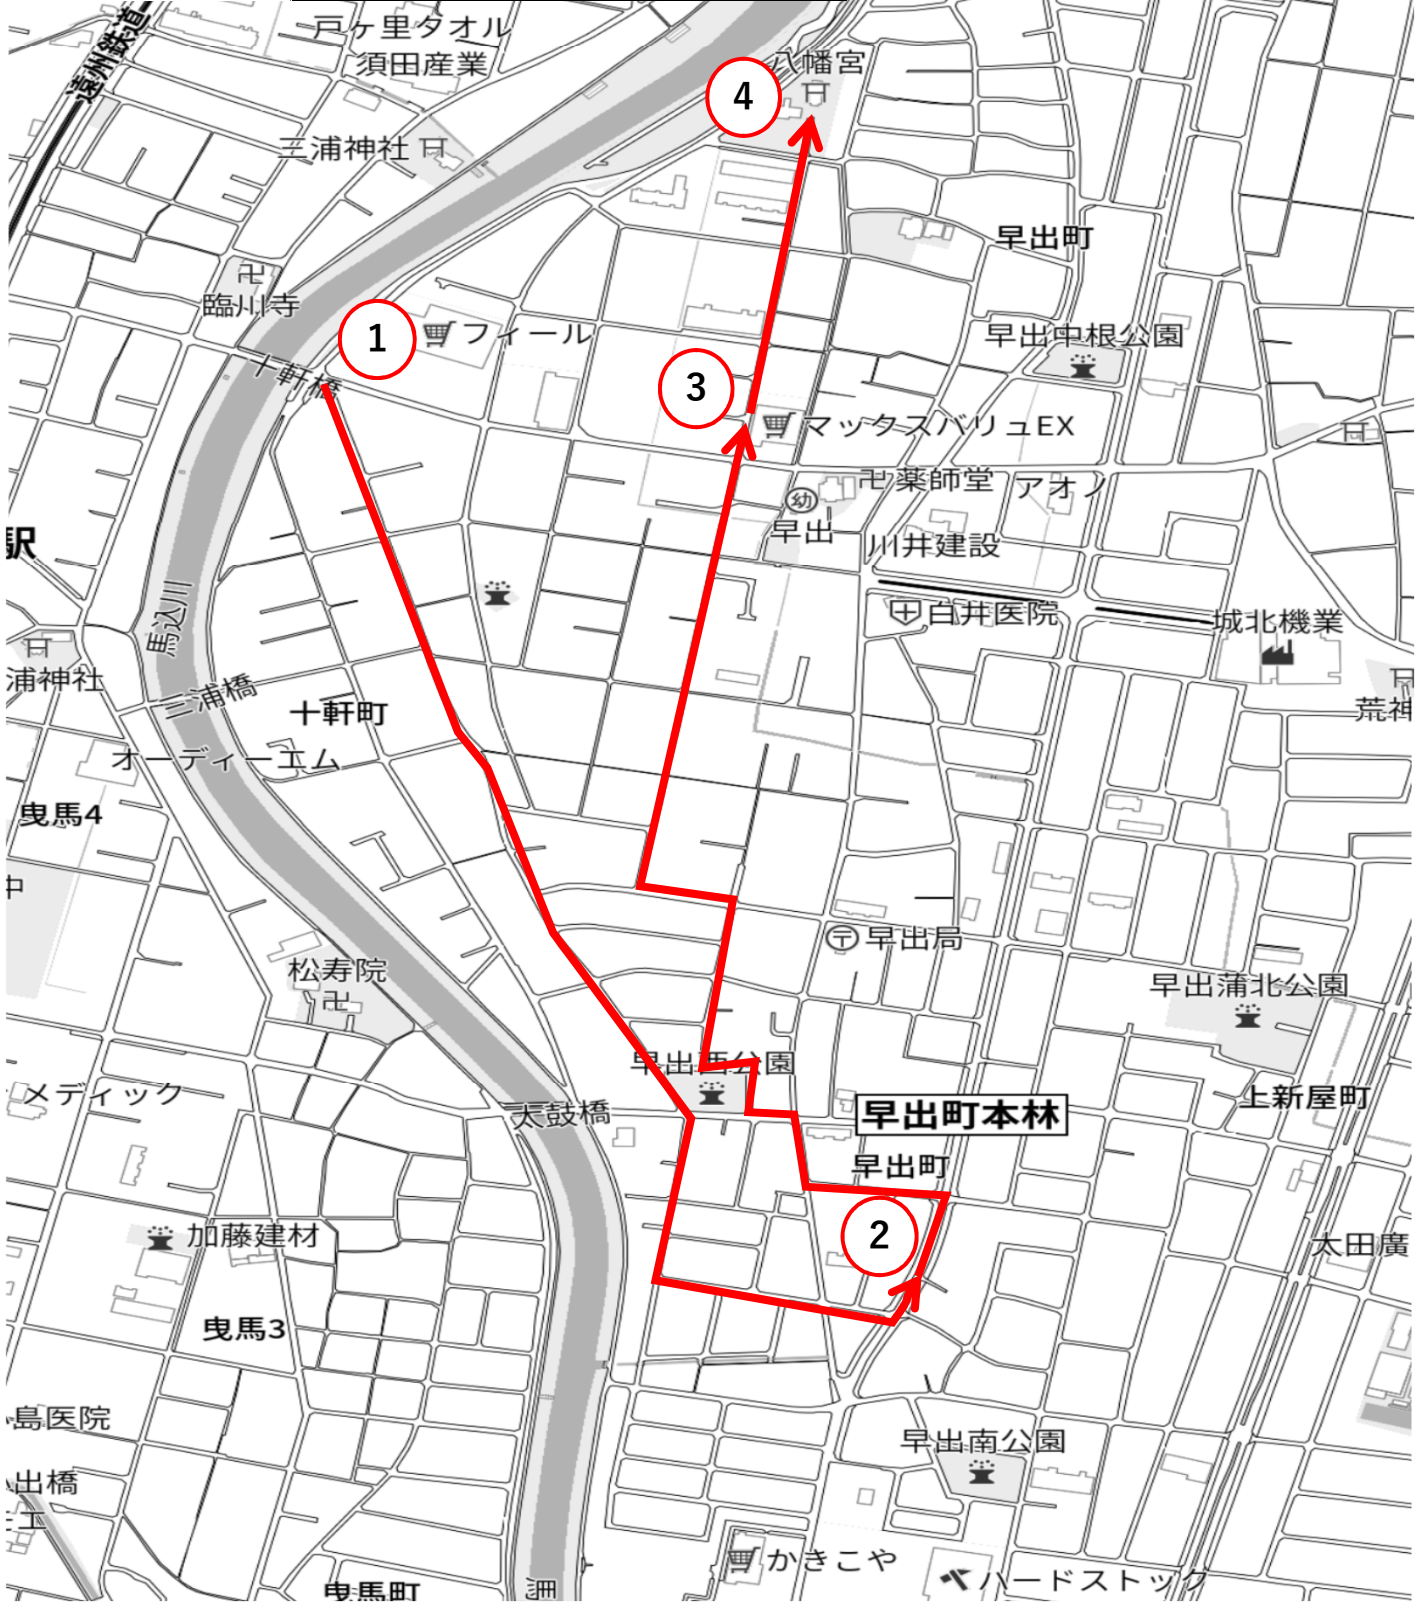 戸ヶ里タオル
遠州鉄道
須田産業
八幡宮
4
三浦神社
早出町
臨川寺
1
フィール
早出中根公園
十軒橋
3
マックスバリュEX
卍薬師堂
アオノ
幼
早出
駅
川井建設
馬込川
白井医院
城北機業
浦神社
三浦橋
十軒町
荒神
オーディーエム
曳馬4
中
早出局
松寿院
早出蒲北公園
早出西公園
メディック
太鼓橋
早出町本林
上新屋町
早出町
加藤建材
2
太田廣
曳馬3
島医院
早出南公園
出橋
工
かきこや
ハードストック
曳馬町